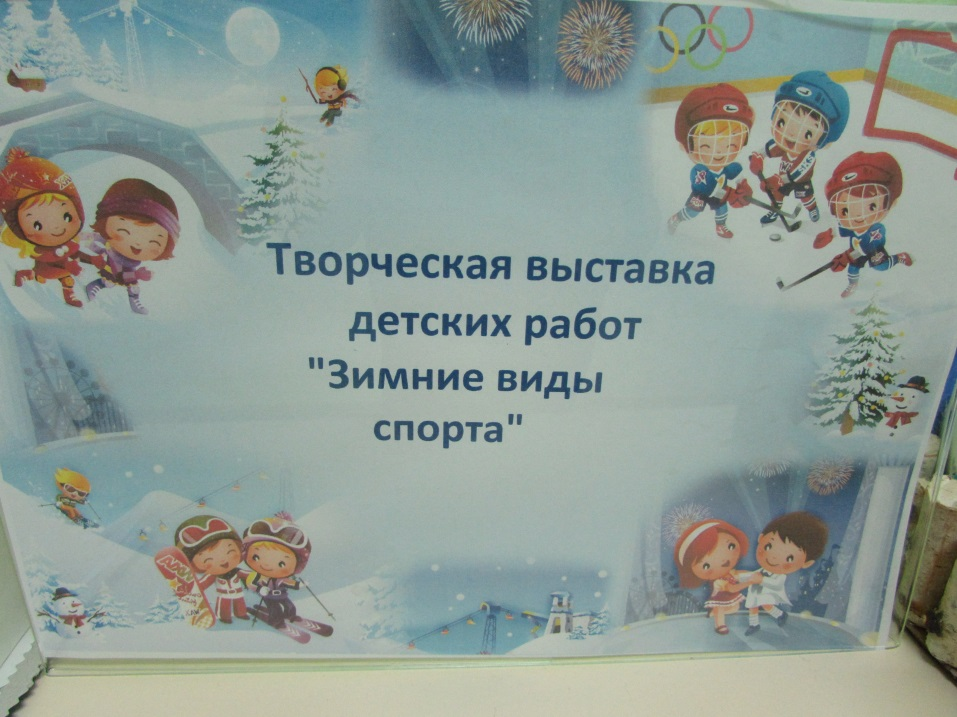 Творческая выставка
детских работ
"Зимние виды
спорта"